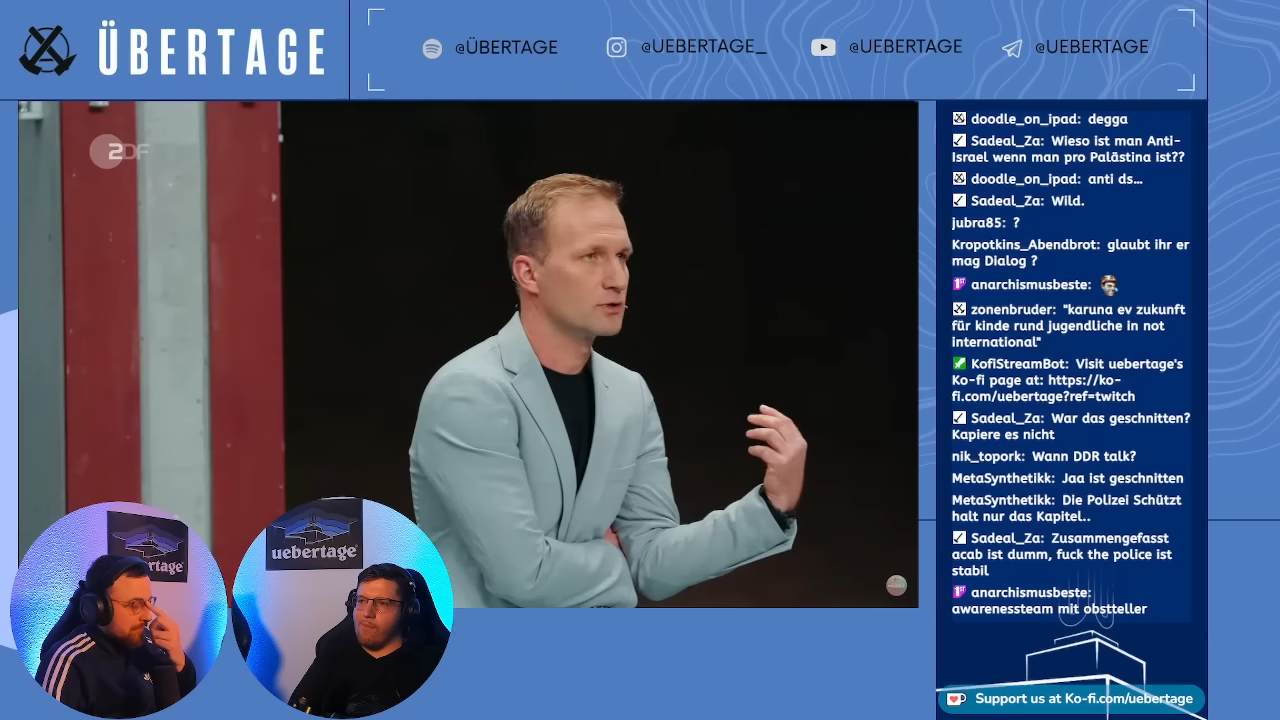 ÜBERTAGE
@ÜBERTAGE
@UEBERTAGE_
@UEBERTAGE
@UEBERTAGE
ZDF
doodle_on_ipad: degga
Sadeal_Za: Wieso ist man Anti-
Israel wenn man pro Palästina ist??
doodle_on_ipad: anti ds...
Sadeal_Za: Wild.
jubra85: ?
Kropotkins_Abendbrot: glaubt ihr er
mag Dialog ?
anarchismusbeste:
zonenbruder: "karuna ev zukunft
für kinde rund jugendliche in not
international"
KofiStreamBot: Visit uebertage's
Ko-fi page at: https://ko-
fi.com/uebertage?ref=twitch
Sadeal_Za: War das geschnitten?
Kapiere es nicht
nik_topork: Wann DDR talk?
MetaSynthetikk: Jaa ist geschnitten
MetaSynthetikk: Die Polizei Schützt
halt nur das Kapitel..
Sadeal_Za: Zusammengefasst
acab ist dumm, fuck the police ist
stabil
anarchismusbeste:
awarenessteam mit obstteller
uebertage
Support us at Ko-fi.com/uebertage